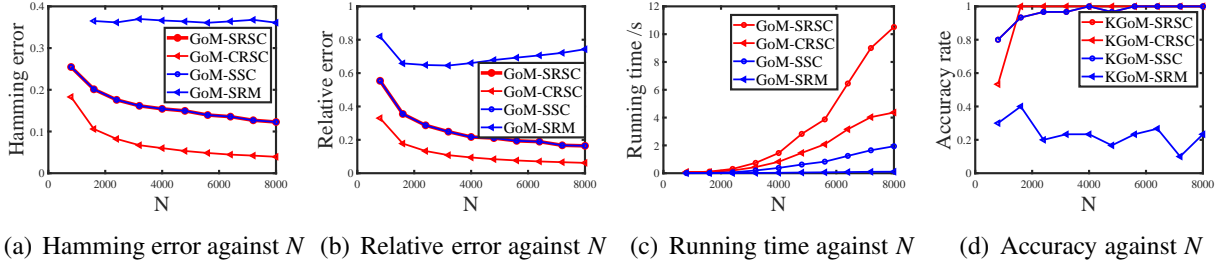 0.4
0.3
0.2
0.1
0
0
2000
4000
6000
8000
Hamming error
N
GoM-SRSC
GoM-CRSC
GoM-SSC
GoM-SRM
(a) Hamming error against N
1
0.8
0.6
0.4
0.2
0
0
2000
4000
6000
8000
Relative error
N
GoM-SRSC
GoM-CRSC
GoM-SSC
GoM-SRM
(b) Relative error against N
12
10
8
6
4
2
0
0
2000
4000
6000
8000
Running time /s
N
GoM-SRSC
GoM-CRSC
GoM-SSC
GoM-SRM
(c) Running time against N
1
0.8
0.6
0.4
0.2
0
0
2000
4000
6000
8000
Accuracy rate
N
KGoM-SRSC
KGoM-CRSC
KGoM-SSC
KGoM-SRM
(d) Accuracy against N